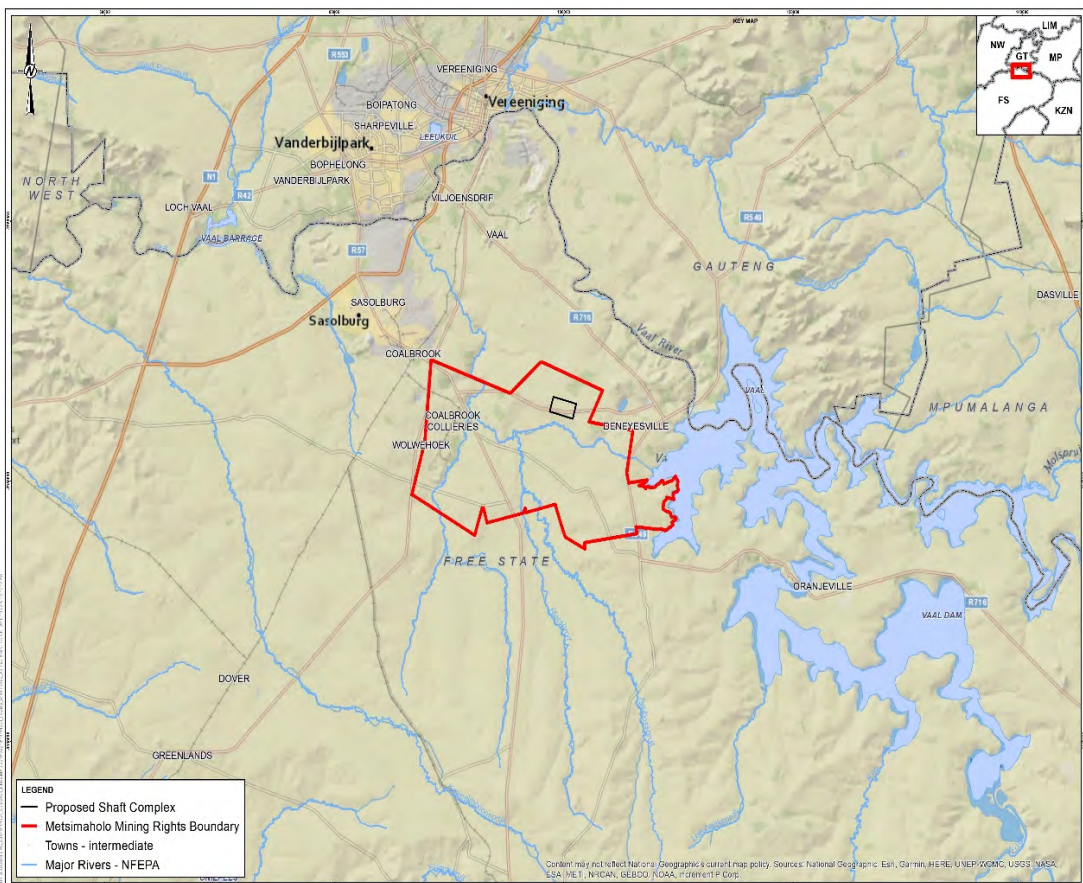 KEY MAP
LIM
NW
GT
MP
FS
KZN
N
R553
VEREENIGING
Vereeniging
BOIPATONG
SHARPEVILLE
LEEUKUIL
Vanderbijlpark
BOPHELONG
VANDERBIJLPARK
NORTH
WEST
N1
R42
LOCH VAAL
VAAL BARRAGE
VILJOENSDRIF
R57
VAAL
R549
GAUTENG
DASVILLE
SASOLBURG
Sasolburg
R716
Vaal River
COALBROOK
VAAL
MPUMALANGA
COALBROOK
COLLIERIES
WOLWEHOEK
DENEYESVILLE
Molspruit
FREE STATE
ORANJEVILLE
R716
VAAL DAM
DOVER
GREENLANDS
LEGEND
Proposed Shaft Complex
Metsimaholo Mining Rights Boundary
Towns - intermediate
Major Rivers - NFEPA
Content may not reflect National Geographic's current map policy. Sources: National Geographic, Esri, Garmin, HERE, UNEP-WCMC, USGS, NASA,
ESA, METI, NRCAN, GEBCO, NOAA, increment P Corp.